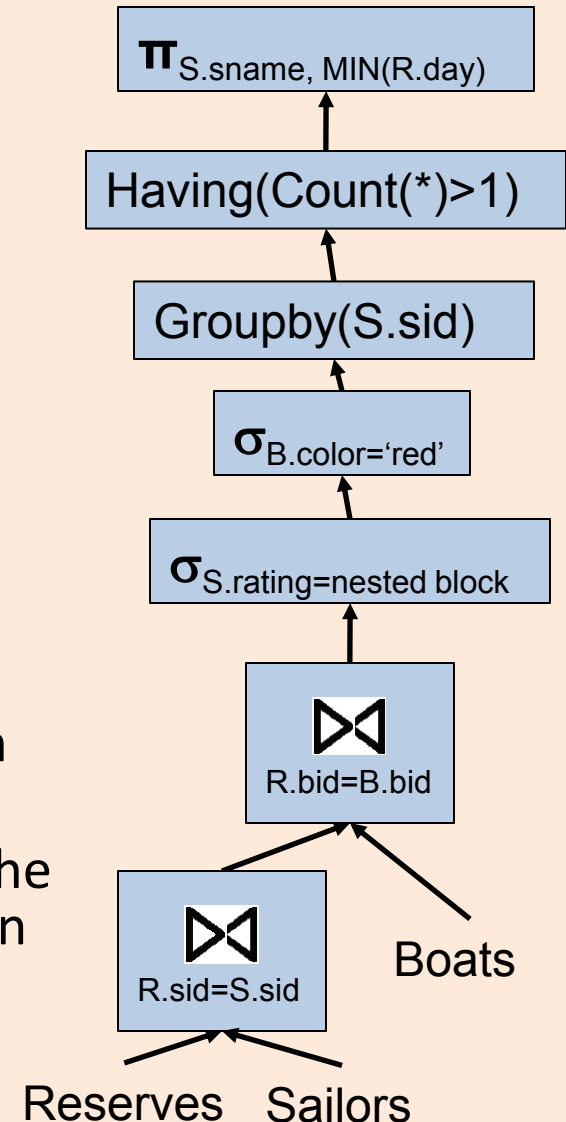 πS.sname, MIN(R.day)
Having(Count(*)>1)
Groupby(S.sid)
σB.color=‘red’
σS.rating=nested block
⋈
R.bid=B.bid
he
n
⋈
R.sid=S.sid
Boats
Reserves Sailors